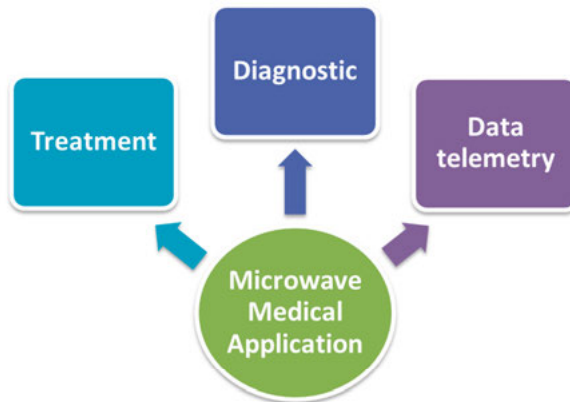 Diagnostic
Treatment
Data
telemetry
Microwave
Medical
Application